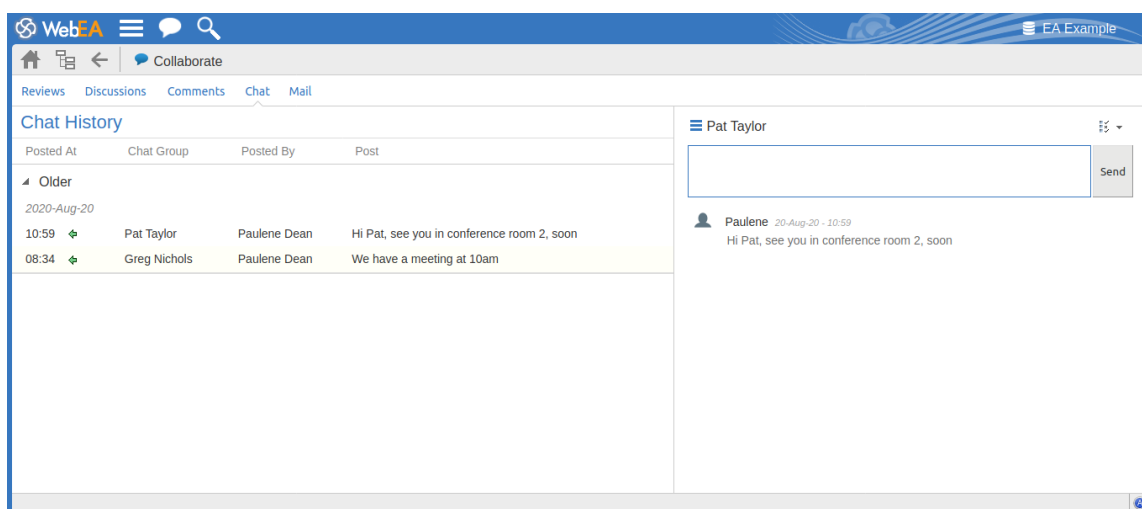 WebEA
EA Example
Collaborate
Reviews Discussions Comments Chat Mail
Chat History
Posted At Chat Group Posted By Post
Older
2020-Aug-20
10:59 Pat Taylor Paulene Dean Hi Pat, see you in conference room 2, soon
08:34 Greg Nichols Paulene Dean We have a meeting at 10am
Pat Taylor
Send
Paulene 20-Aug-20 - 10:59
Hi Pat, see you in conference room 2, soon